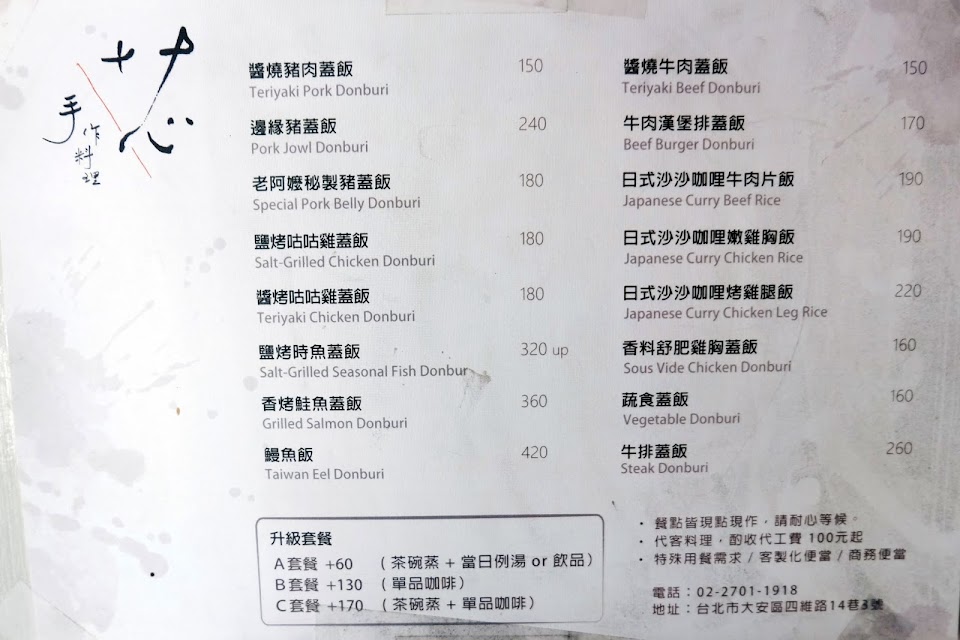 手作料理
醬燒豬肉蓋飯 150
Teriyaki Pork Donburi
邊緣豬蓋飯 240
Pork Jowl Donburi
老阿嬤秘製豬蓋飯 180
Special Pork Belly Donburi
鹽烤咕咕雞蓋飯 180
Salt-Grilled Chicken Donburi
醬烤咕咕雞蓋飯 180
Teriyaki Chicken Donburi
鹽烤時魚蓋飯 320 up
Salt-Grilled Seasonal Fish Donbur
香烤鮭魚蓋飯 360
Grilled Salmon Donburi
鰻魚飯 420
Taiwan Eel Donburi
醬燒牛肉蓋飯 150
Teriyaki Beef Donburi
牛肉漢堡排蓋飯 170
Beef Burger Donburi
日式沙沙咖哩牛肉片飯 190
Japanese Curry Beef Rice
日式沙沙咖哩嫩雞胸飯 190
Japanese Curry Chicken Rice
日式沙沙咖哩烤雞腿飯 220
Japanese Curry Chicken Leg Rice
香料舒肥雞胸蓋飯 160
Sous Vide Chicken Donburi
蔬食蓋飯 160
Vegetable Donburi
牛排蓋飯 260
Steak Donburi
升級套餐
A套餐 +60 (茶碗蒸 + 當日例湯 or 飲品)
B套餐 +130 (單品咖啡)
C套餐 +170 (茶碗蒸 + 單品咖啡)
・餐點皆現點現作,請耐心等候。
・代客料理,酌收代工費 100元起
・特殊用餐需求 / 客製化便當 / 商務便當
電話:02-2701-1918
地址:台北市大安區四維路14巷3號